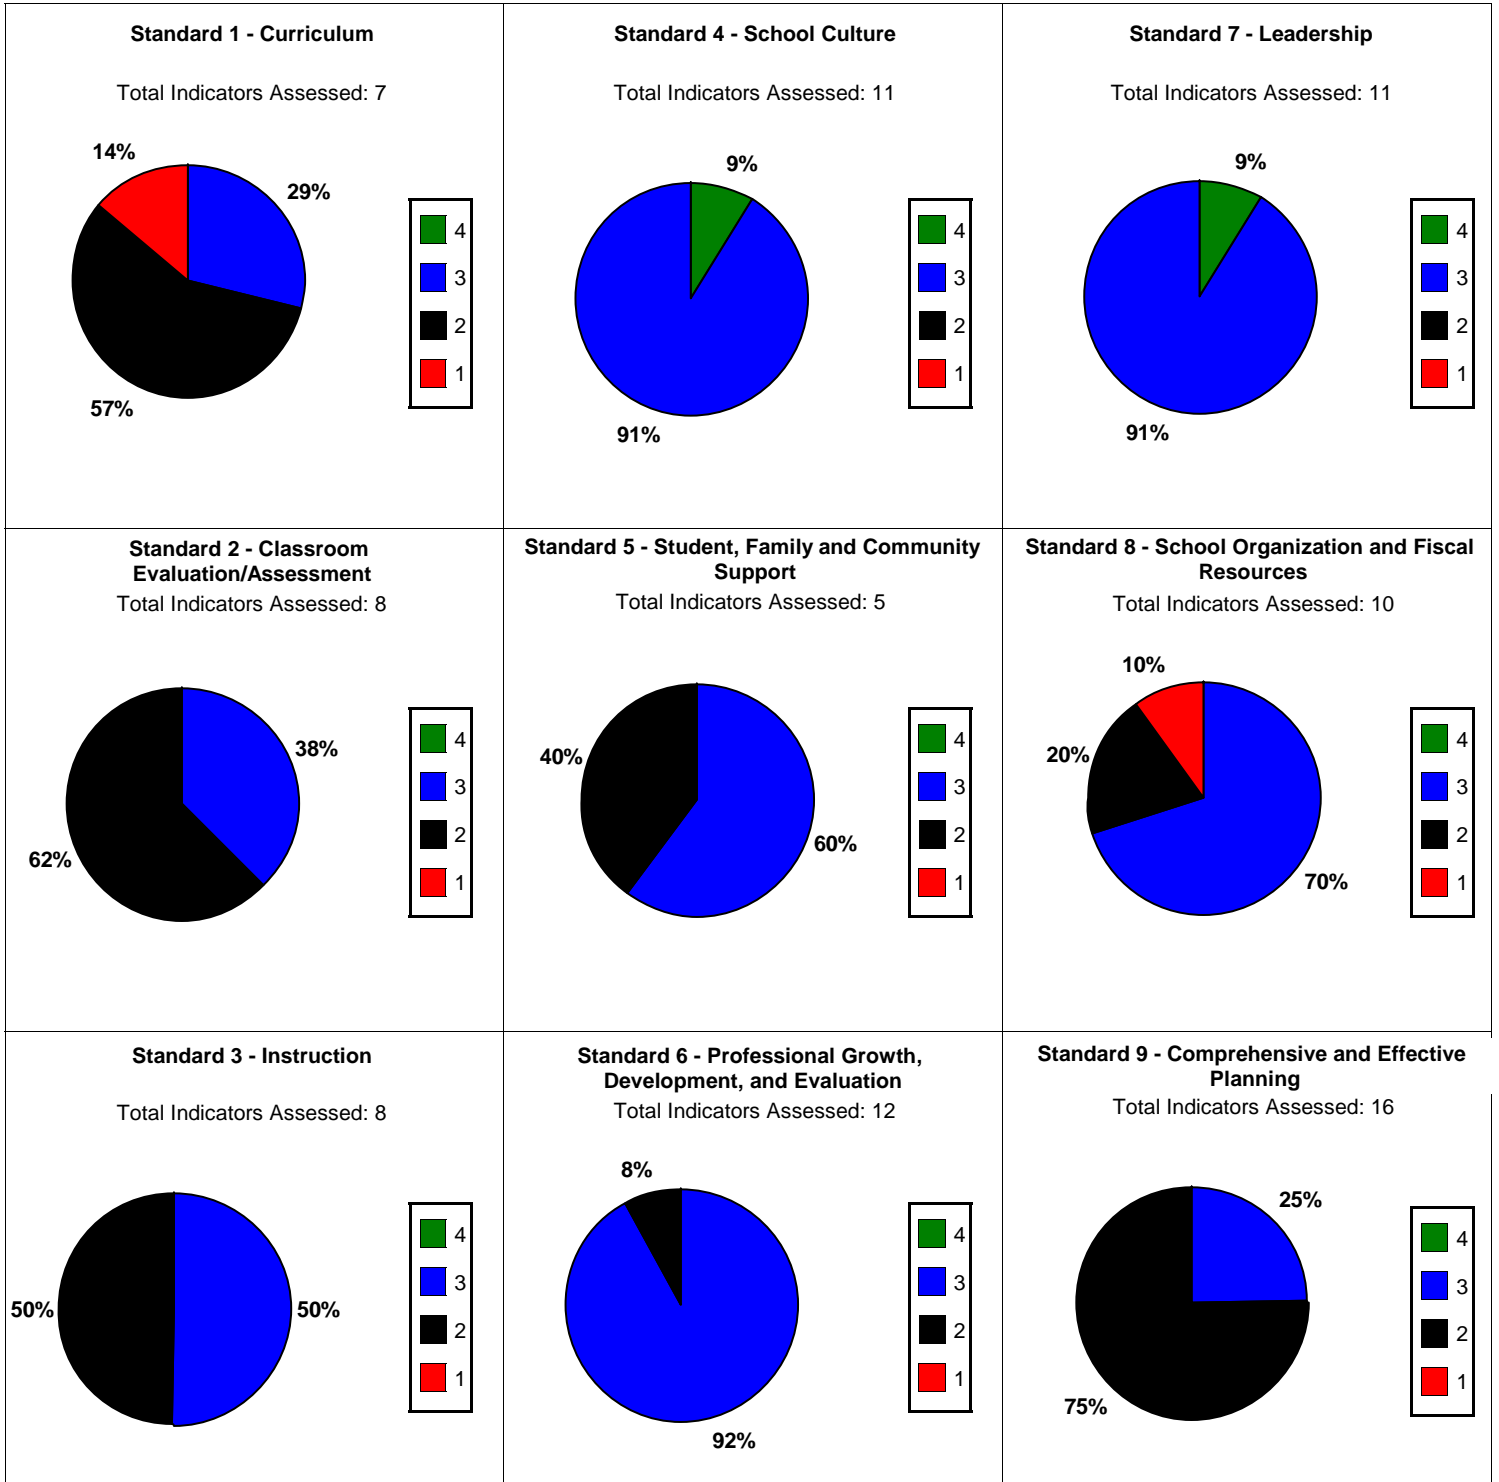 Standard 1 - Curriculum
Total Indicators Assessed: 7
14%
29%
57%
4
3
2
1
Standard 4 - School Culture
Total Indicators Assessed: 11
9%
91%
4
3
2
1
Standard 7 - Leadership
Total Indicators Assessed: 11
9%
91%
4
3
2
1
Standard 2 - Classroom
Evaluation/Assessment
Total Indicators Assessed: 8
38%
62%
4
3
2
1
Standard 5 - Student, Family and Community
Support
Total Indicators Assessed: 5
40%
60%
4
3
2
1
Standard 8 - School Organization and Fiscal
Resources
Total Indicators Assessed: 10
10%
20%
70%
4
3
2
1
Standard 3 - Instruction
Total Indicators Assessed: 8
50%
50%
4
3
2
1
Standard 6 - Professional Growth,
Development, and Evaluation
Total Indicators Assessed: 12
8%
92%
4
3
2
1
Standard 9 - Comprehensive and Effective
Planning
Total Indicators Assessed: 16
25%
75%
4
3
2
1